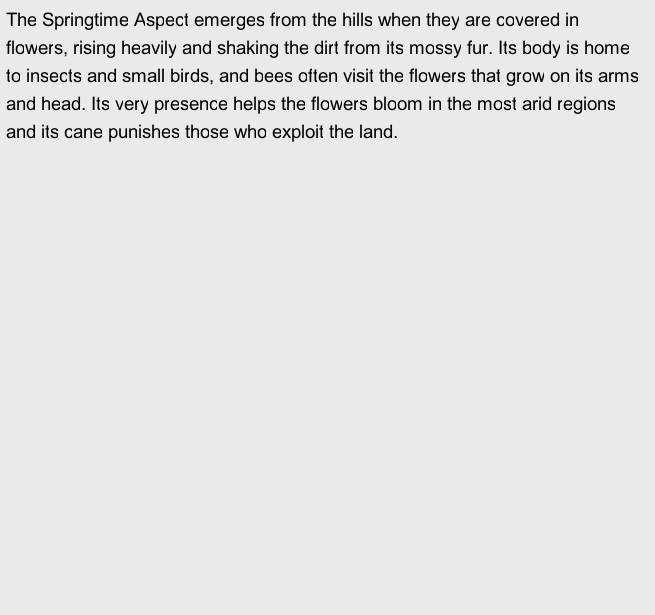 The Springtime Aspect emerges from the hills when they are covered in
flowers, rising heavily and shaking the dirt from its mossy fur. Its body is home
to insects and small birds, and bees often visit the flowers that grow on its arms
and head. Its very presence helps the flowers bloom in the most arid regions
and its cane punishes those who exploit the land.